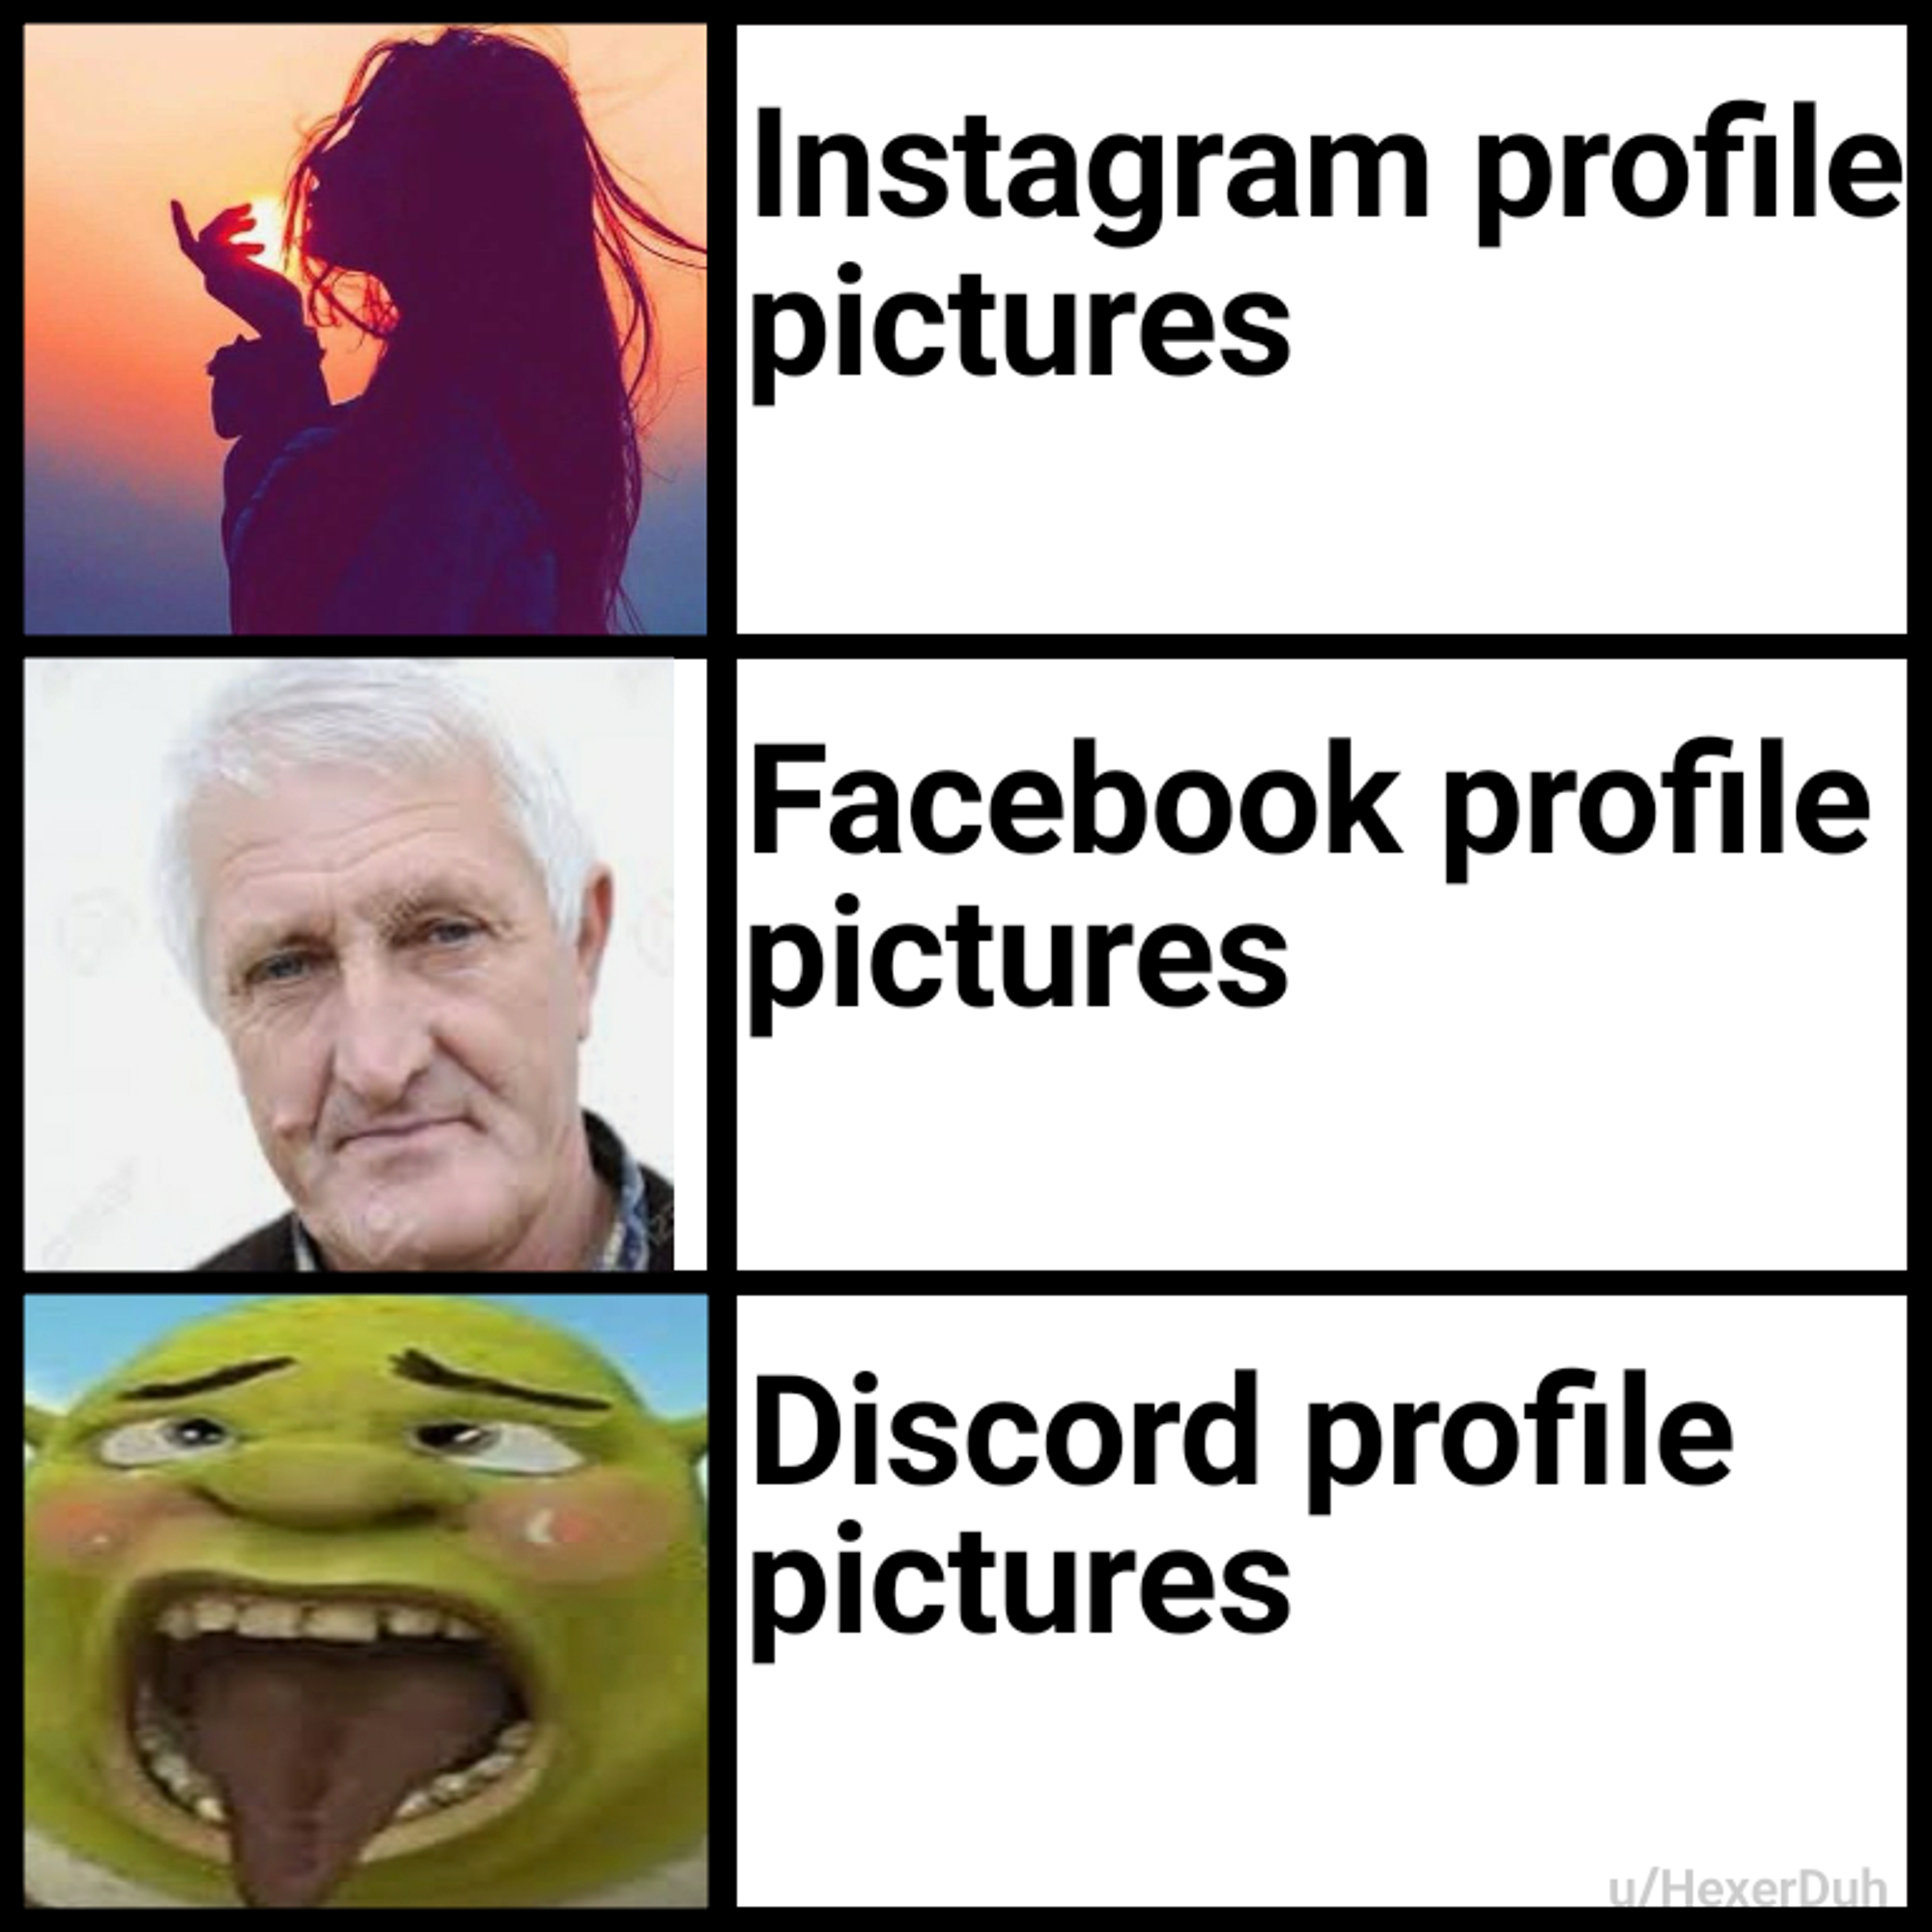 Instagram profile
pictures
Facebook profile
pictures
Discord profile
pictures
u/HexerDuh